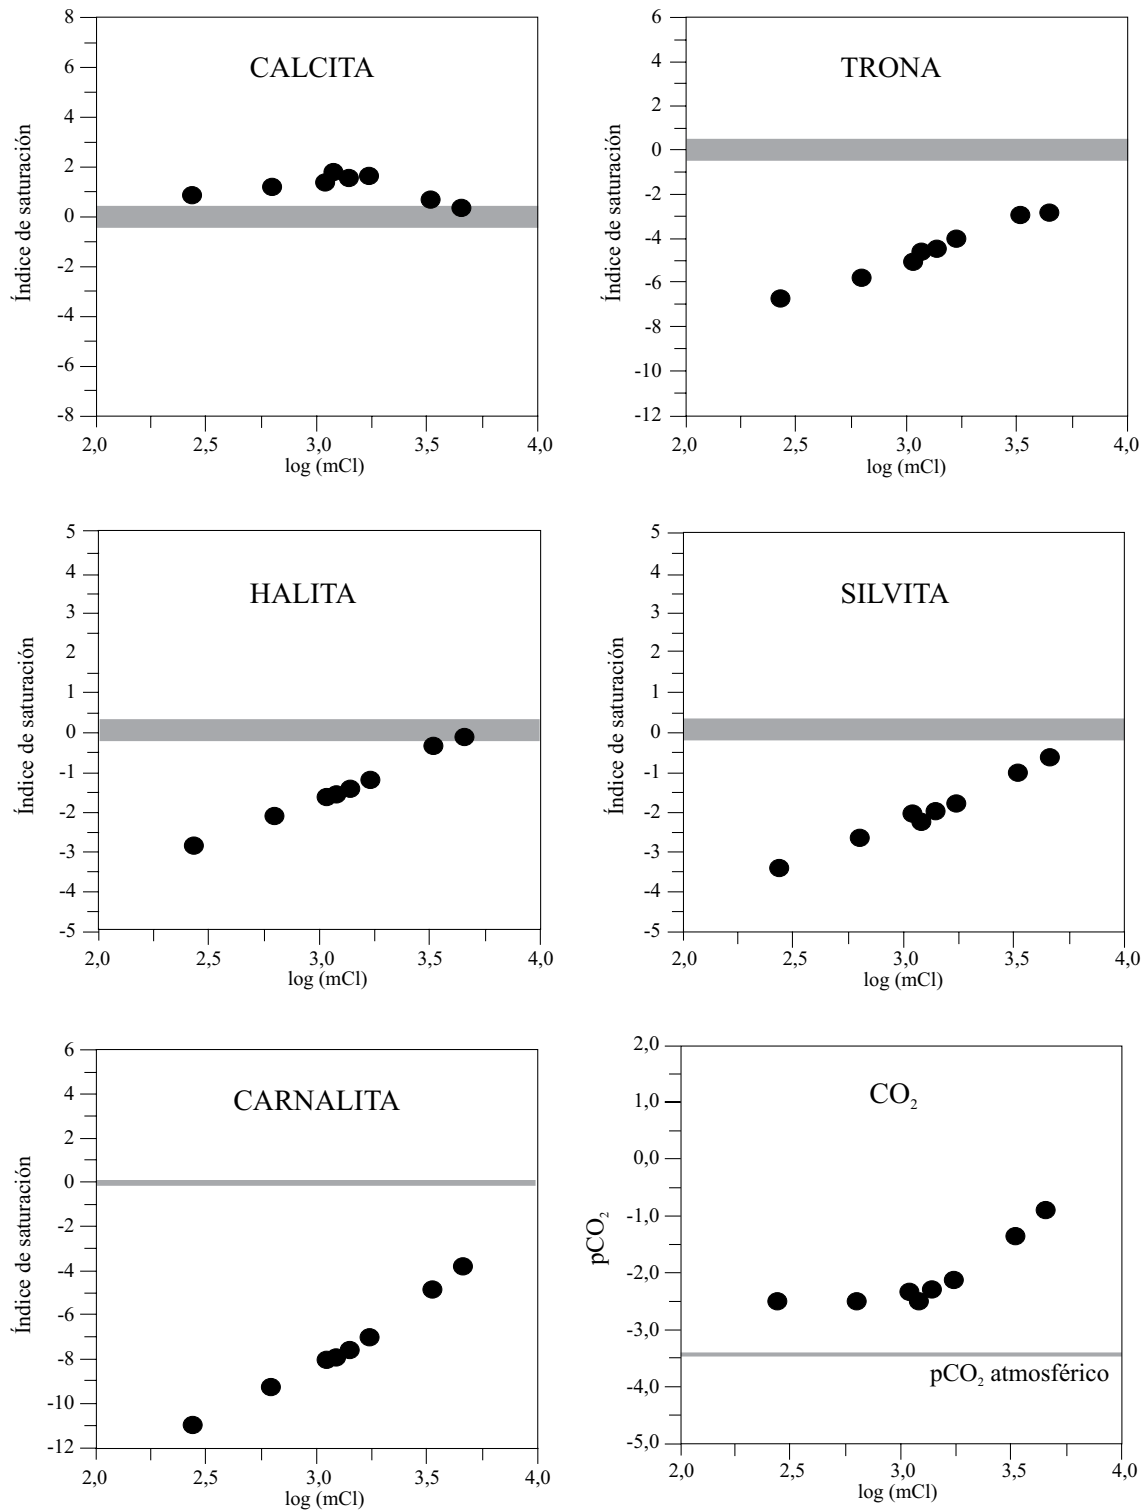 CALCITA
Índice de saturación
8
6
4
2
0
-2
-4
-6
-8
2,0 2,5 3,0 3,5 4,0
log (mCl)
TRONA
Índice de saturación
6
4
2
0
-2
-4
-6
-8
-10
-12
2,0 2,5 3,0 3,5 4,0
log (mCl)
HALITA
Índice de saturación
5
4
3
2
1
0
-1
-2
-3
-4
-5
2,0 2,5 3,0 3,5 4,0
log (mCl)
SILVITA
Índice de saturación
5
4
3
2
1
0
-1
-2
-3
-4
-5
2,0 2,5 3,0 3,5 4,0
log (mCl)
CARNALITA
Índice de saturación
6
4
2
0
-2
-4
-6
-8
-10
-12
2,0 2,5 3,0 3,5 4,0
log (mCl)
CO₂
pCO₂
2,0
1,0
0,0
-1,0
-2,0
-3,0
-4,0
-5,0
pCO₂ atmosférico
2,0 2,5 3,0 3,5 4,0
log (mCl)